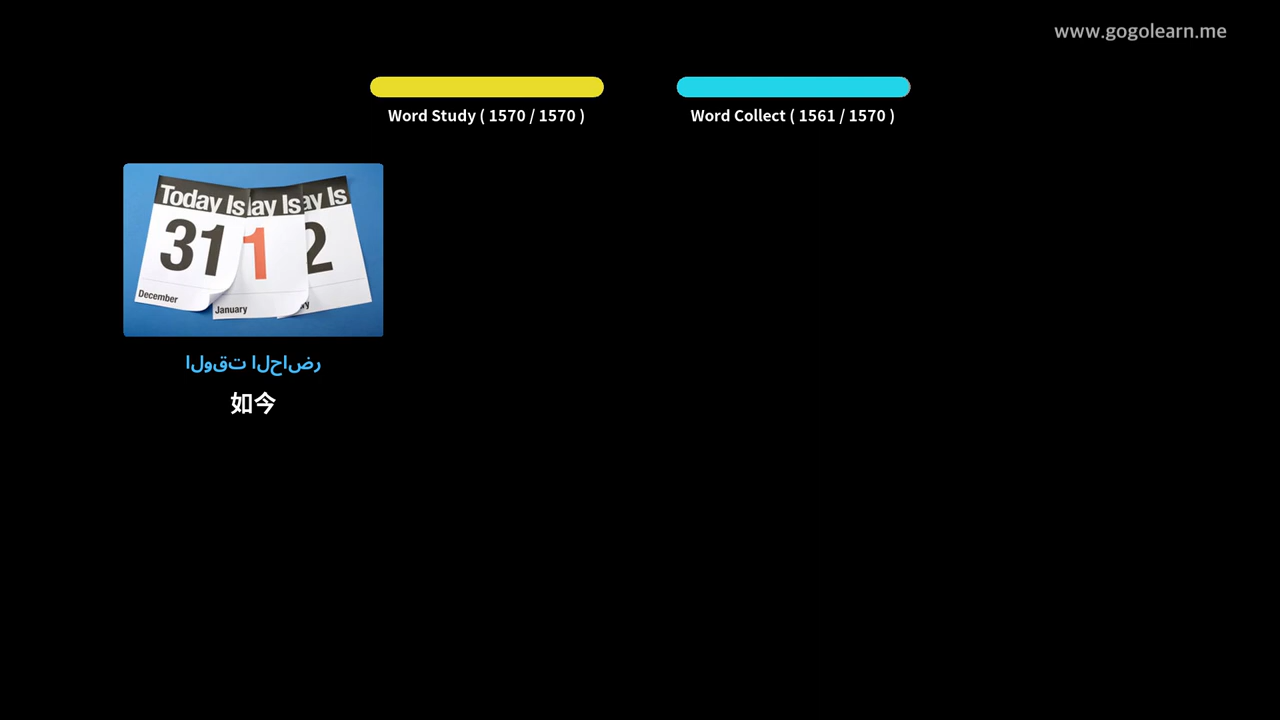 www.gogolearn.me
Word Study ( 1570 / 1570 )
Word Collect ( 1561 / 1570 )
Today Is
31
December
ay Is
1
January
ay Is
2
ry
الوقت الحاضر
如今